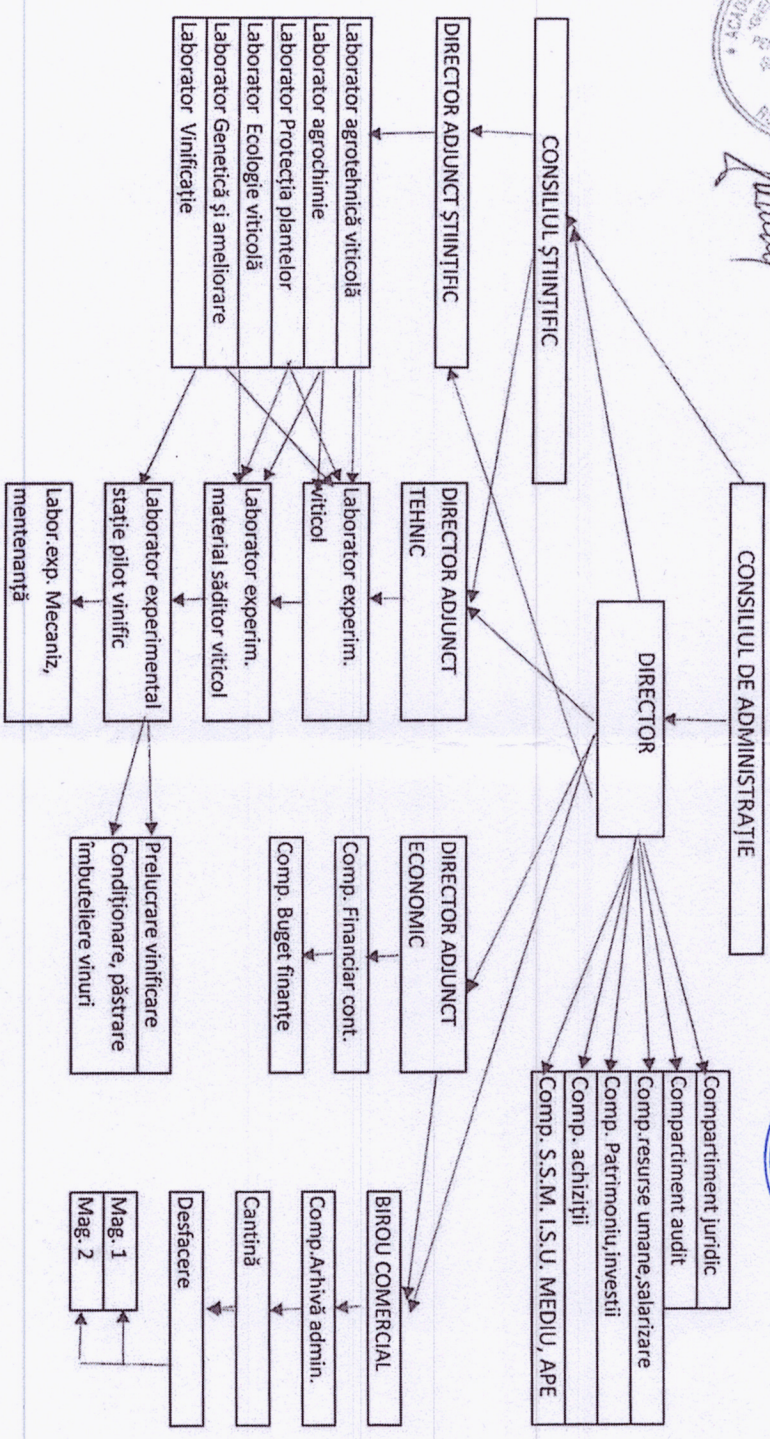 CONSILIUL DE ADMINISTRAȚIE
DIRECTOR
Compartiment juridic
Compartiment audit
Comp.resurse umane,salarizare
Comp. Patrimoniu,investii
Comp. achiziții
Comp. S.S.M. I.S.U. MEDIU, APE
CONSILIUL ȘTIINȚIFIC
DIRECTOR ADJUNCT ȘTIINȚIFIC
Laborator agrotehnică viticolă
Laborator agrochimie
Laborator Protecția plantelor
Laborator Ecologie viticolă
Laborator Genetică și ameliorare
Laborator Vinificație
DIRECTOR ADJUNCT
TEHNIC
Laborator experim.
viticol
Laborator experim.
material săditor viticol
Laborator experimental
stație pilot vinific
Labor.exp. Mecaniz,
mentenanță
DIRECTOR ADJUNCT
ECONOMIC
Comp. Financiar cont.
Comp. Buget finanțe
Prelucrare vinificare
Condiționare, păstrare
îmbuteliere vinuri
BIROU COMERCIAL
Comp.Arhivă admin.
Cantină
Desfacere
Mag. 1
Mag. 2